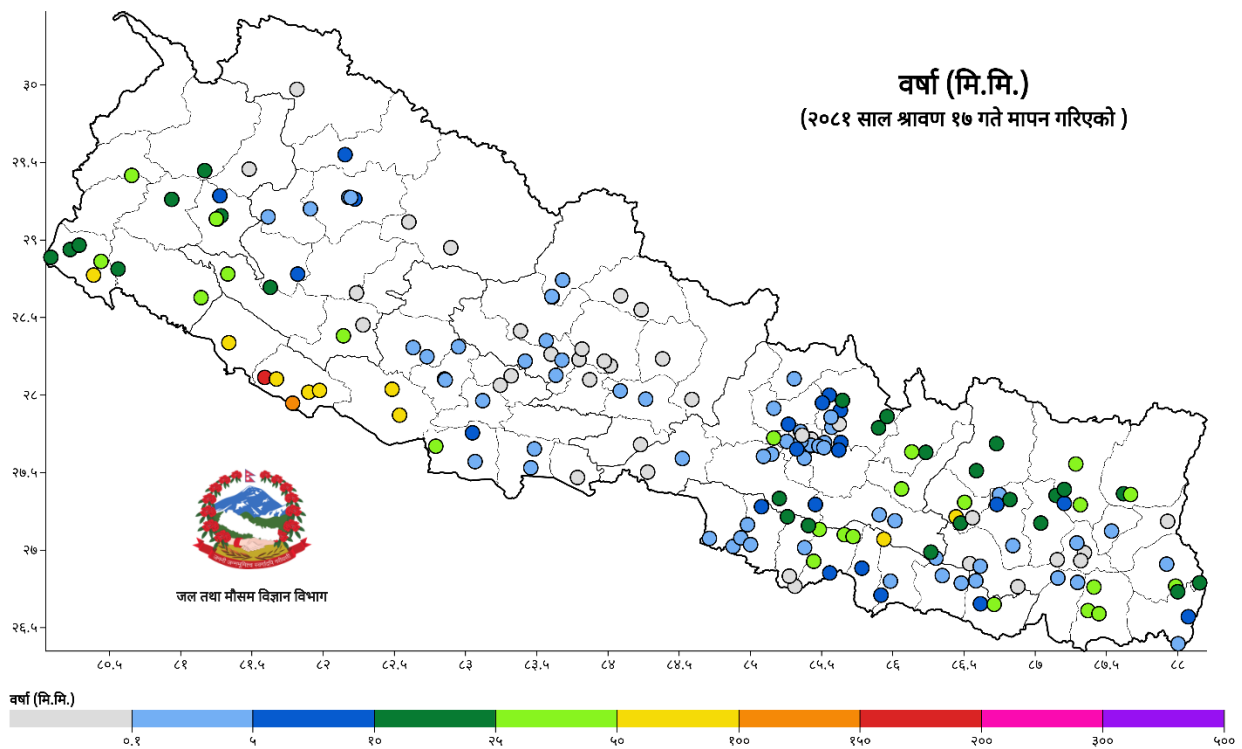 वर्षा (मि.मि.)
(२०८१ साल श्रावण १७ गते मापन गरिएको )
३०
२९.५
२९
२८.५
२८
२७.५
२७
२६.५
जल तथा मौसम विज्ञान विभाग
८०.५ ८१ ८१.५ ८२ ८२.५ ८३ ८३.५ ८४ ८४.५ ८५ ८५.५ ८६ ८६.५ ८७ ८७.५ ८८
वर्षा (मि.मि.)
०.१ ५ १० २५ ५० १०० १५० २०० ३०० ५००